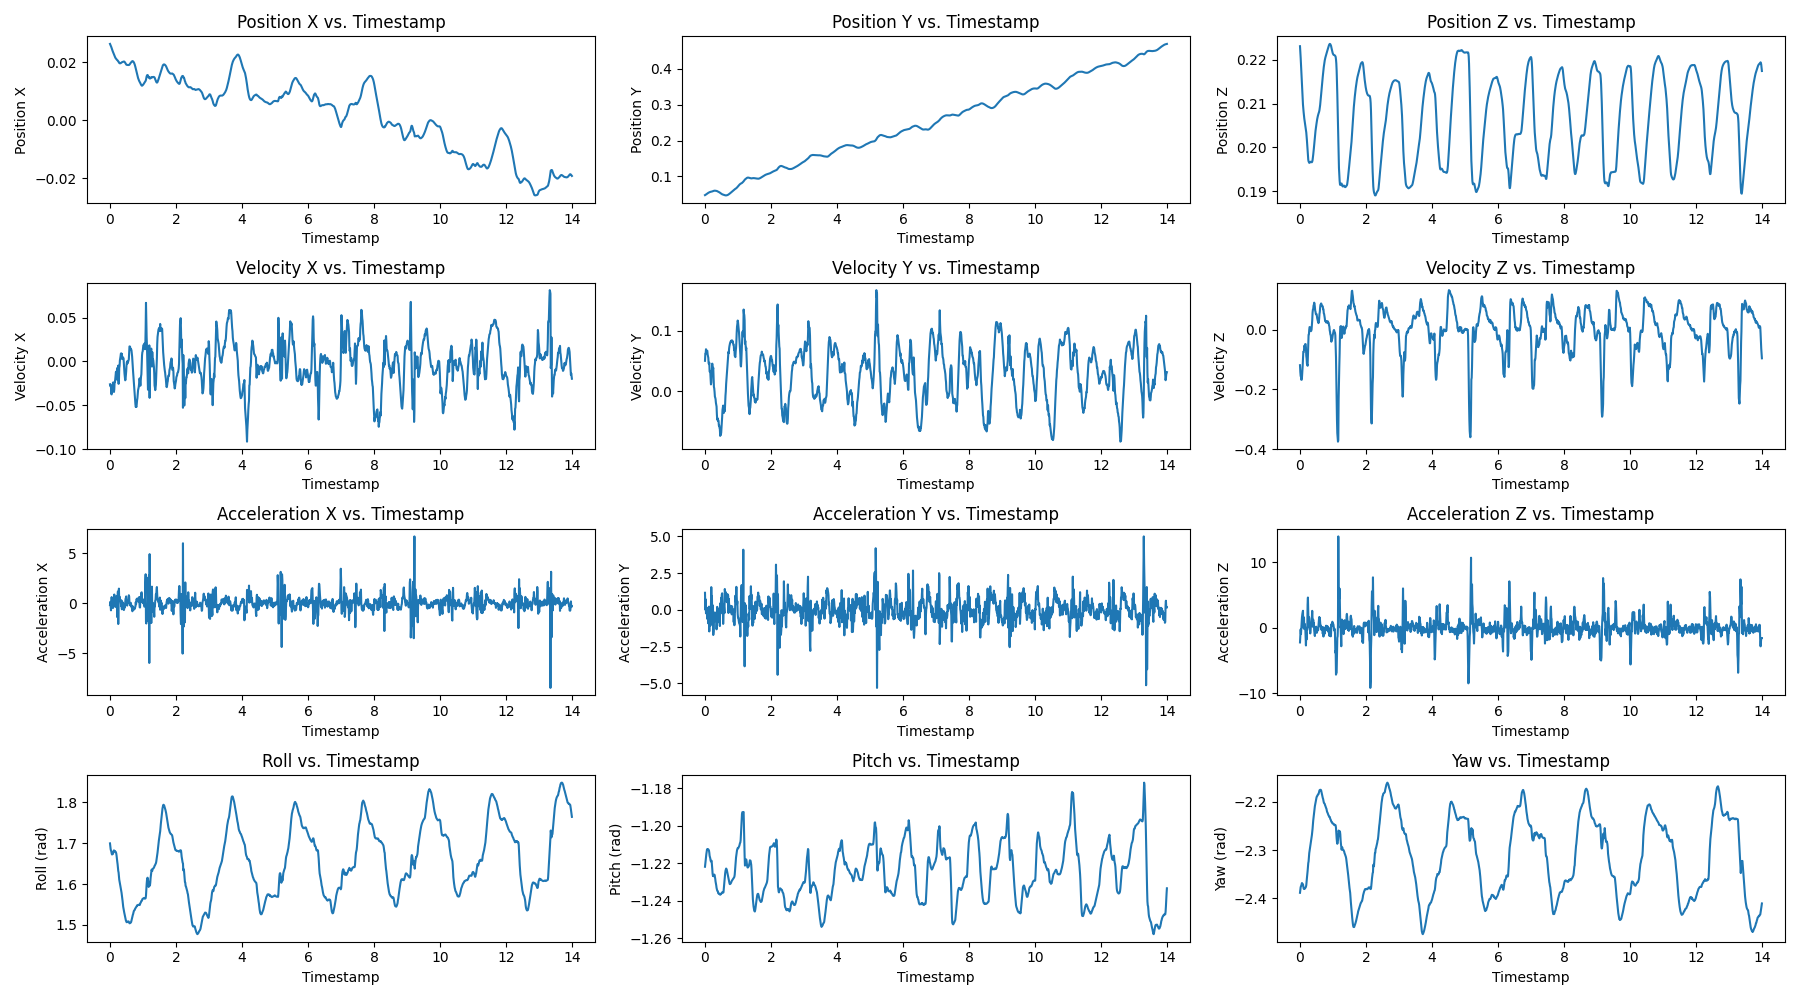 Position X vs. Timestamp
Position X
0.02
0.00
−0.02
0 2 4 6 8 10 12 14
Timestamp
Position Y vs. Timestamp
Position Y
0.4
0.3
0.2
0.1
0 2 4 6 8 10 12 14
Timestamp
Position Z vs. Timestamp
Position Z
0.22
0.21
0.20
0.19
0 2 4 6 8 10 12 14
Timestamp
Velocity X vs. Timestamp
Velocity X
0.05
0.00
−0.05
−0.10
0 2 4 6 8 10 12 14
Timestamp
Velocity Y vs. Timestamp
Velocity Y
0.1
0.0
0 2 4 6 8 10 12 14
Timestamp
Velocity Z vs. Timestamp
Velocity Z
0.0
−0.2
−0.4
0 2 4 6 8 10 12 14
Timestamp
Acceleration X vs. Timestamp
Acceleration X
5
0
−5
0 2 4 6 8 10 12 14
Timestamp
Acceleration Y vs. Timestamp
Acceleration Y
5.0
2.5
0.0
−2.5
−5.0
0 2 4 6 8 10 12 14
Timestamp
Acceleration Z vs. Timestamp
Acceleration Z
10
0
−10
0 2 4 6 8 10 12 14
Timestamp
Roll vs. Timestamp
Roll (rad)
1.8
1.7
1.6
1.5
0 2 4 6 8 10 12 14
Timestamp
Pitch vs. Timestamp
Pitch (rad)
−1.18
−1.20
−1.22
−1.24
−1.26
0 2 4 6 8 10 12 14
Timestamp
Yaw vs. Timestamp
Yaw (rad)
−2.2
−2.3
−2.4
0 2 4 6 8 10 12 14
Timestamp